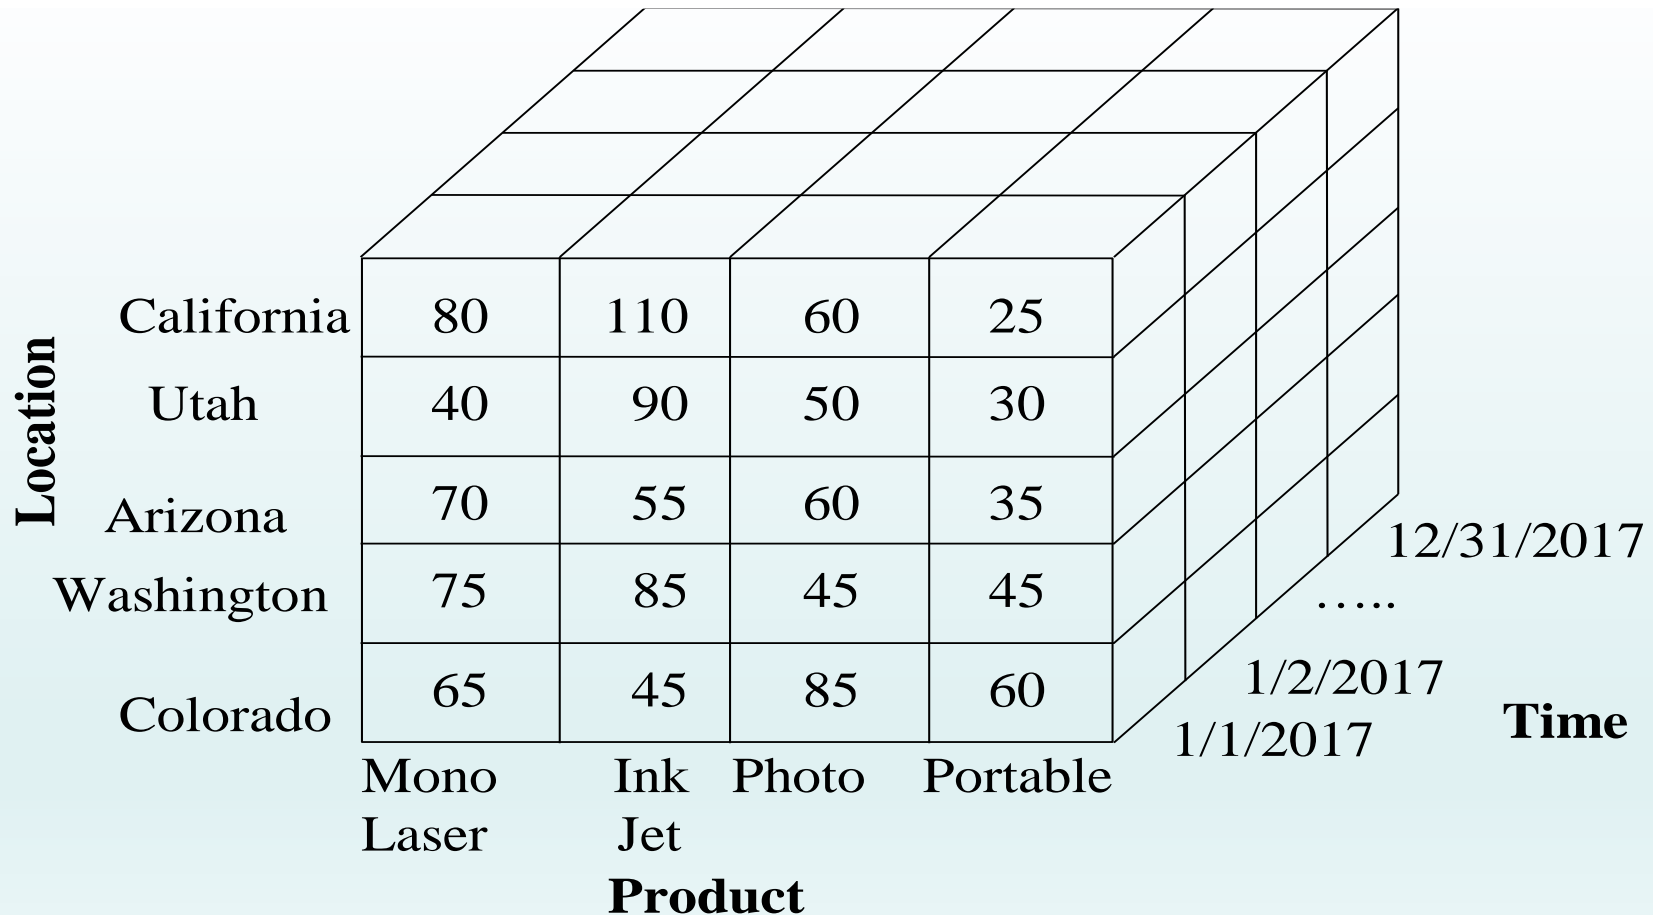 California 80 110 60 25
Utah 40 90 50 30
Arizona 70 55 60 35
Washington 75 85 45 45
Colorado 65 45 85 60
Location
Mono Ink Photo Portable
Laser Jet
Product
12/31/2017
…..
1/2/2017
1/1/2017
Time